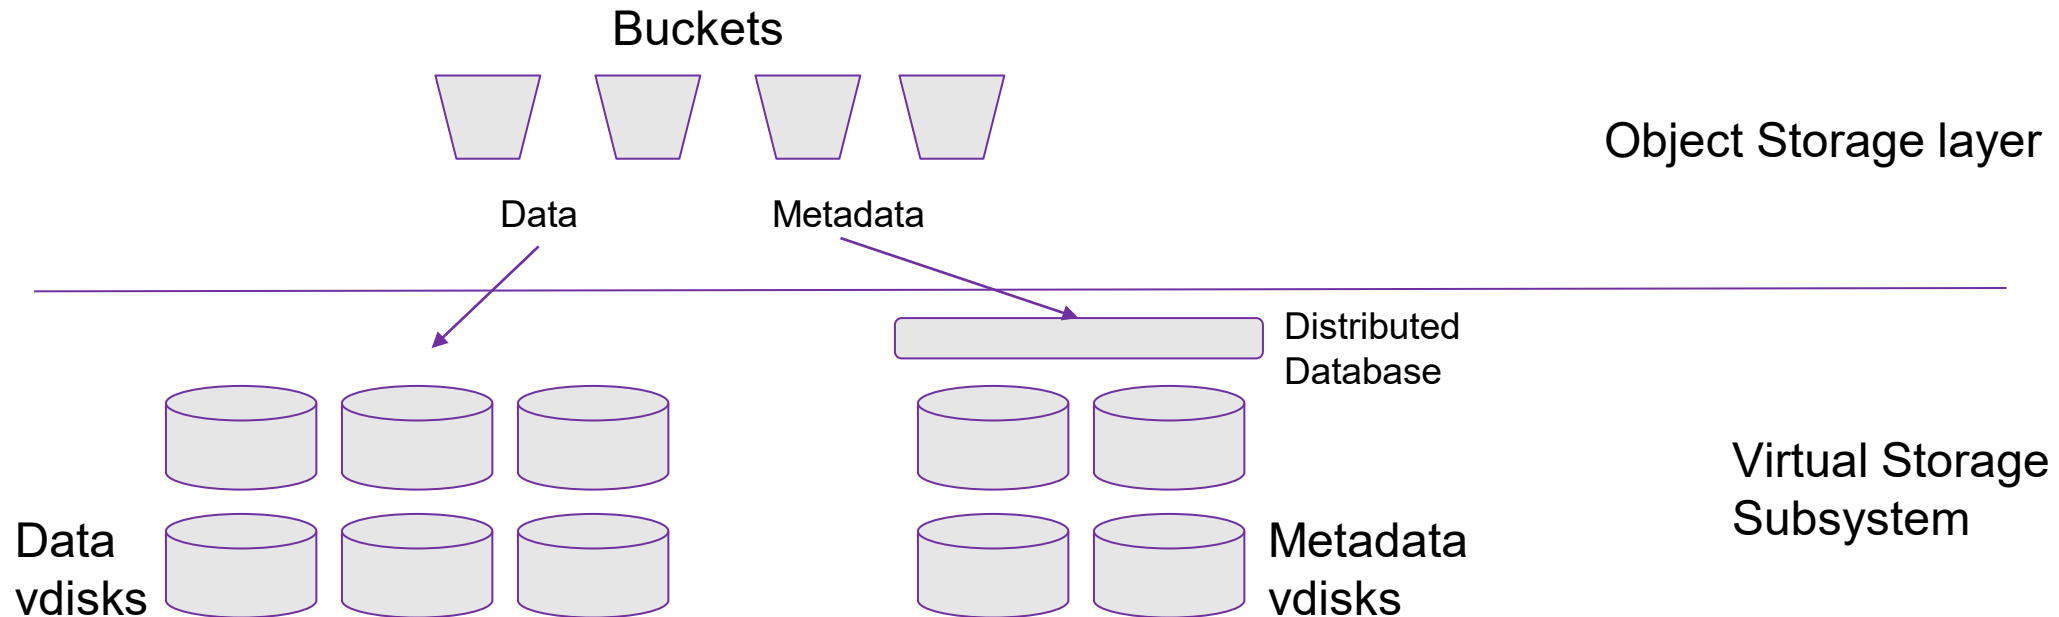 Buckets
Object Storage layer
Data
Metadata
Distributed
Database
Virtual Storage
Subsystem
Data
vdisks
Metadata
vdisks